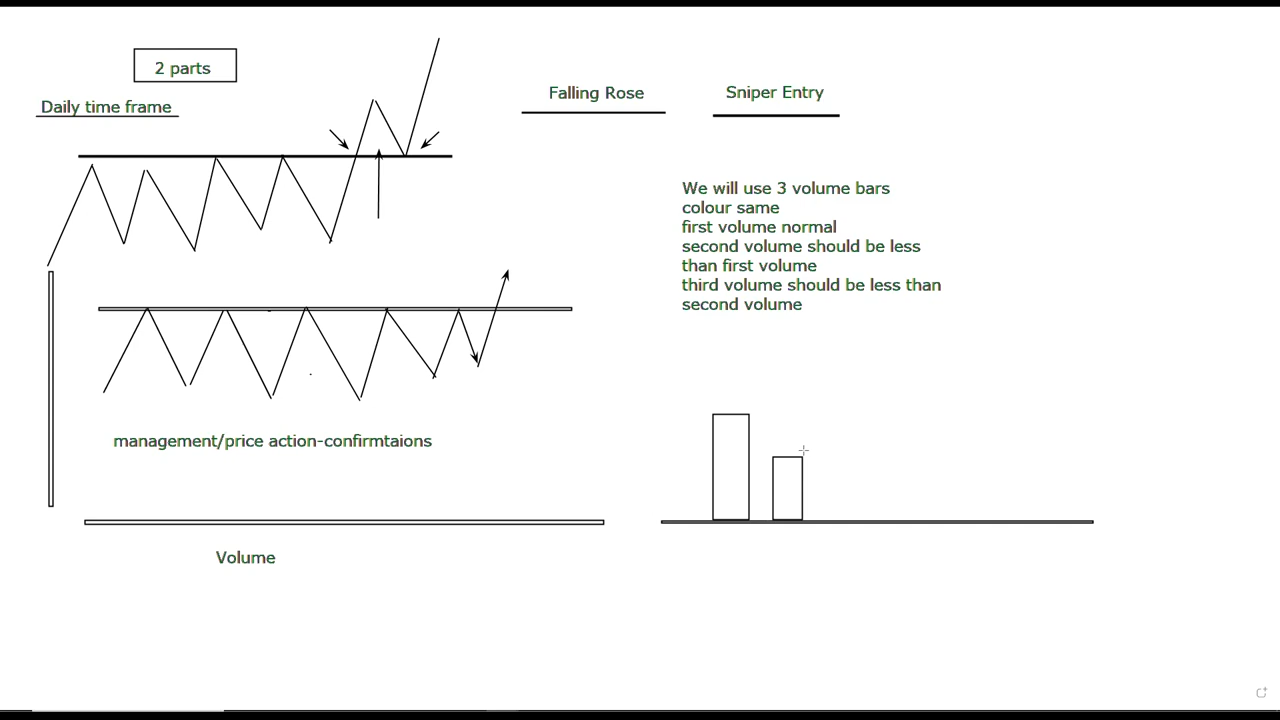 2 parts
Daily time frame
Falling Rose
Sniper Entry
We will use 3 volume bars
colour same
first volume normal
second volume should be less
than first volume
third volume should be less than
second volume
management/price action-confirmtaions
Volume